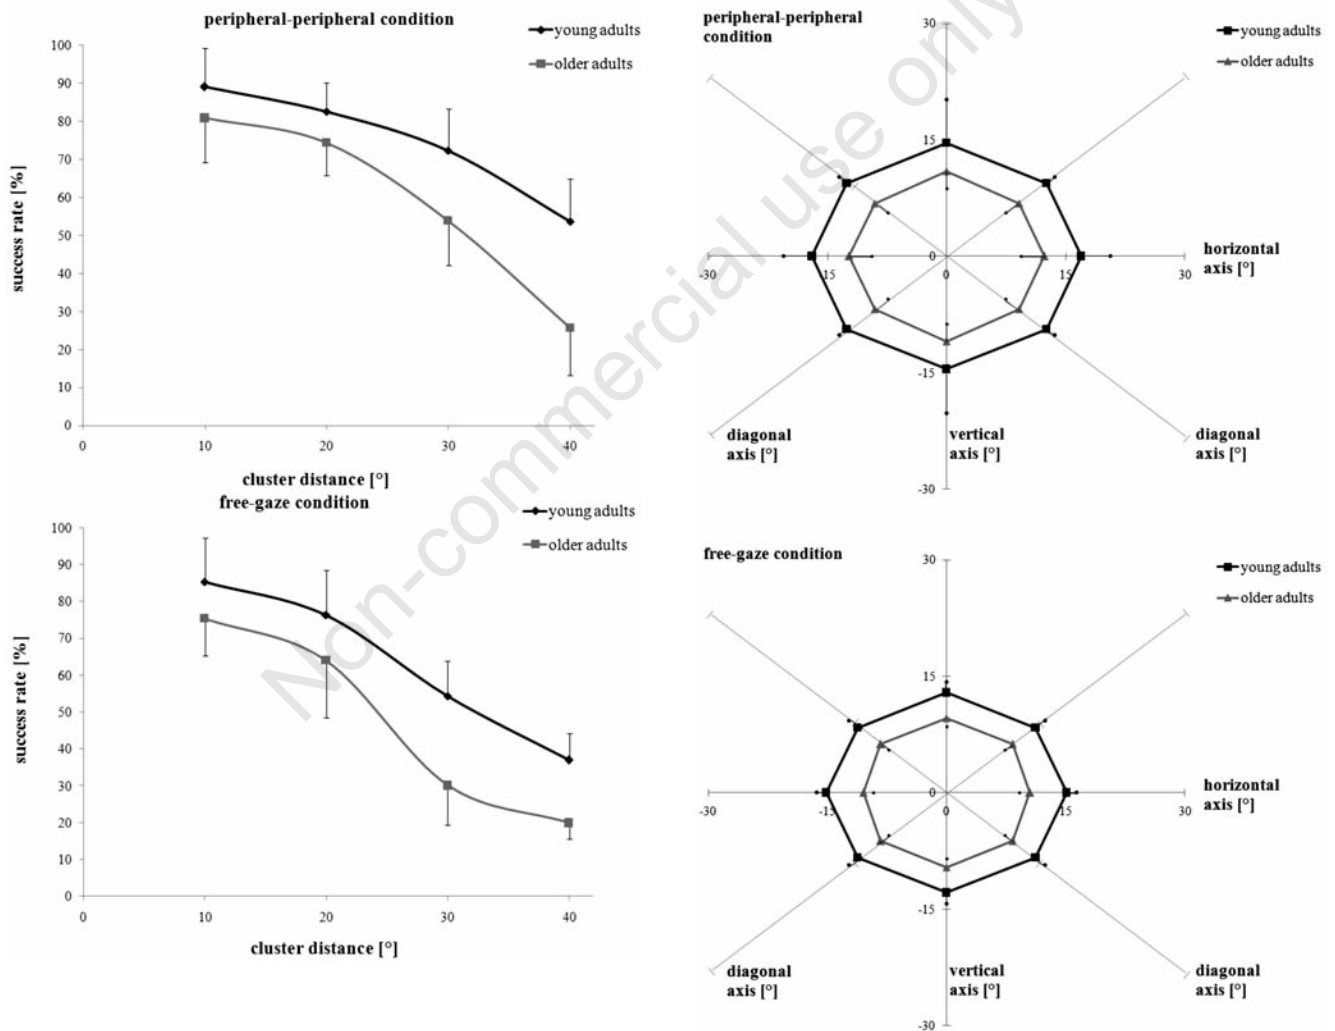 peripheral-peripheral condition
young adults
older adults
100
90
80
70
60
50
40
30
20
10
0
success rate [%]
0
10
20
30
40
cluster distance [°]
free-gaze condition
young adults
older adults
100
90
80
70
60
50
40
30
20
10
0
success rate [%]
0
10
20
30
40
cluster distance [°]
peripheral-peripheral
condition
young adults
older adults
30
15
-30
-15
0
0
15
30
-15
-30
horizontal
axis [°]
diagonal
axis [°]
vertical
axis [°]
diagonal
axis [°]
free-gaze condition
young adults
older adults
30
15
-30
-15
0
0
15
30
-15
-30
horizontal
axis [°]
diagonal
axis [°]
vertical
axis [°]
diagonal
axis [°]
Non-commercial use only